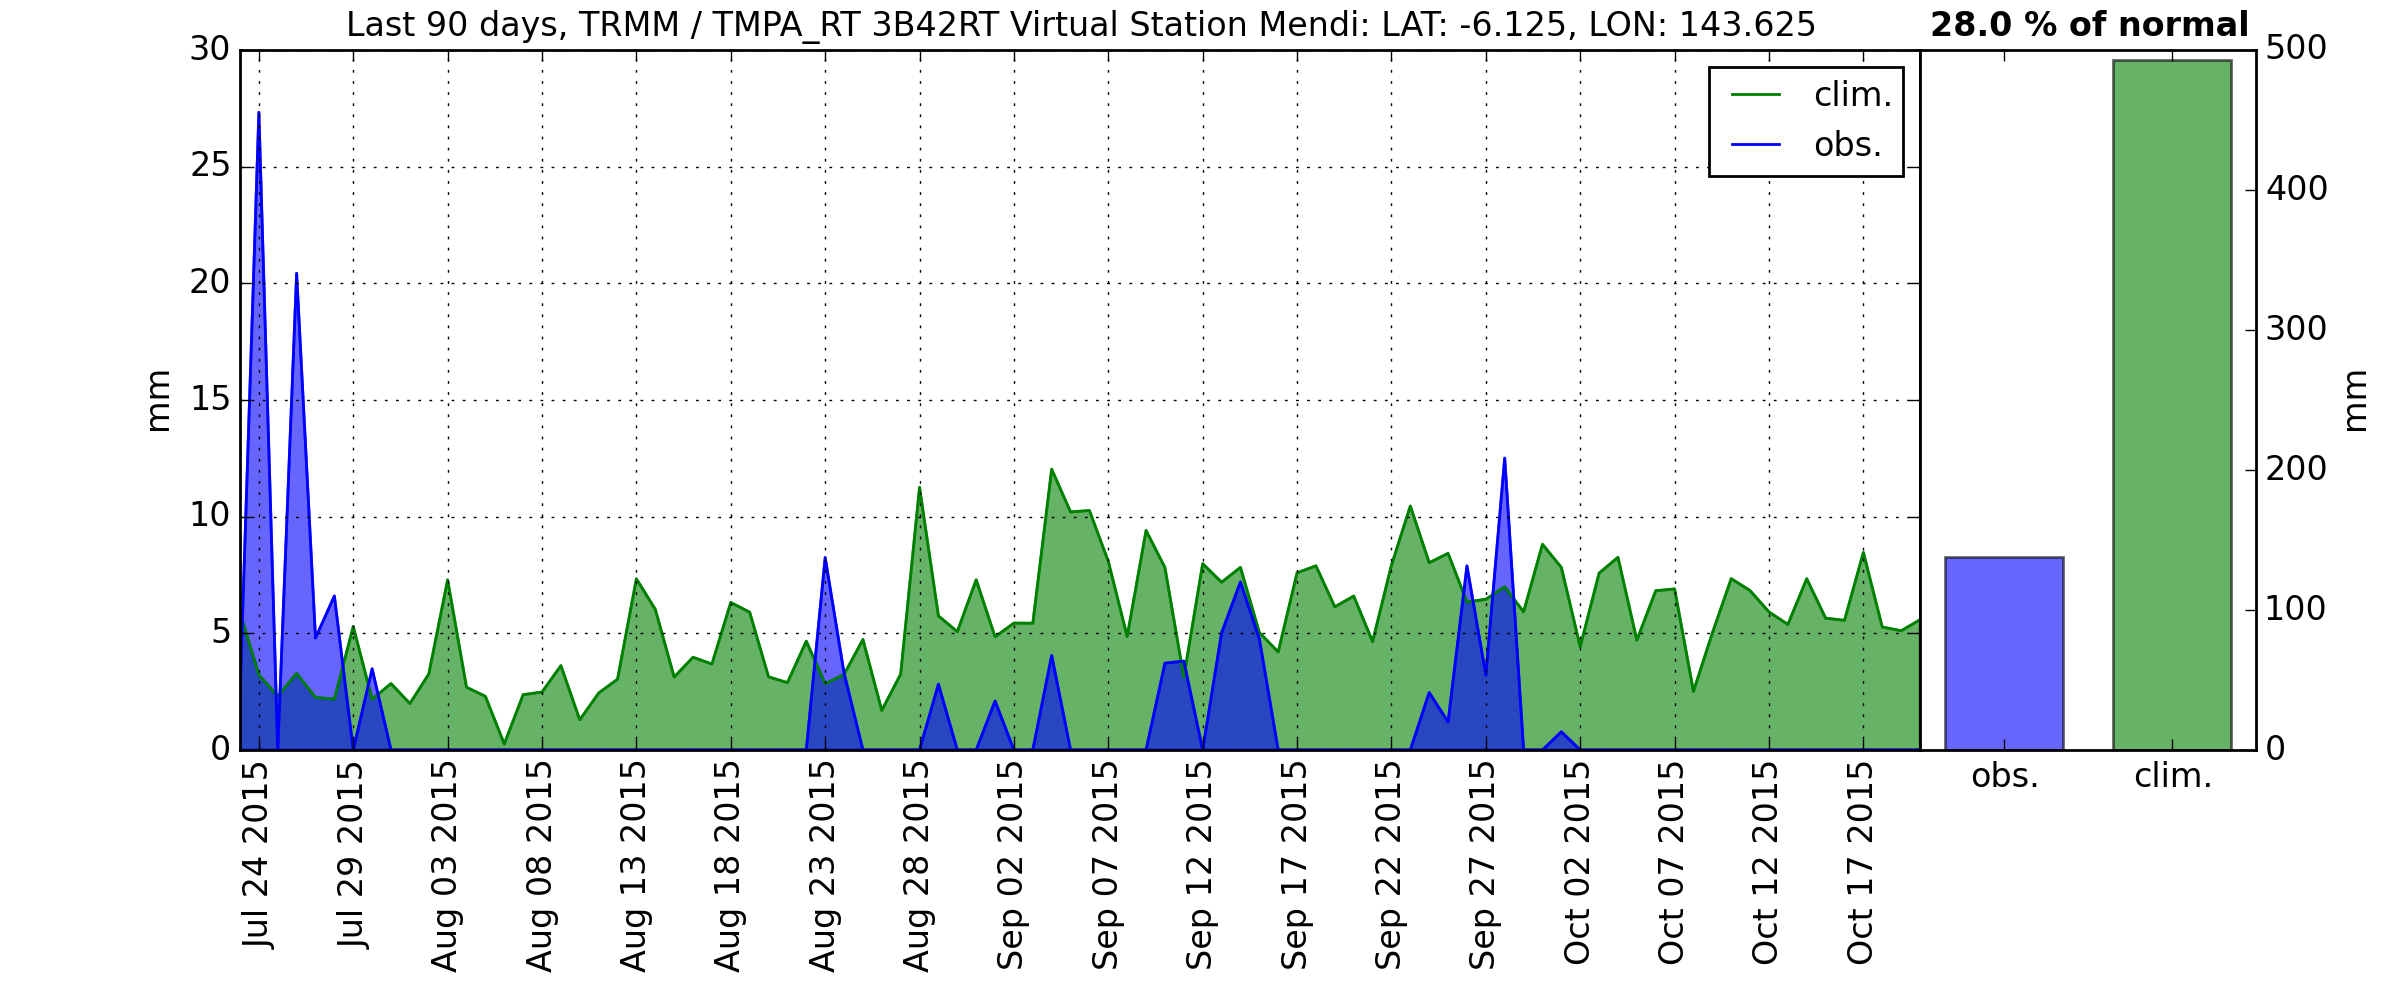 Last 90 days, TRMM / TMPA_RT 3B42RT Virtual Station Mendi: LAT: -6.125, LON: 143.625
28.0 % of normal
30
25
20
15
10
5
0
mm
clim.
obs.
500
400
300
200
100
0
mm
Jul 24 2015
Jul 29 2015
Aug 03 2015
Aug 08 2015
Aug 13 2015
Aug 18 2015
Aug 23 2015
Aug 28 2015
Sep 02 2015
Sep 07 2015
Sep 12 2015
Sep 17 2015
Sep 22 2015
Sep 27 2015
Oct 02 2015
Oct 07 2015
Oct 12 2015
Oct 17 2015
obs.
clim.